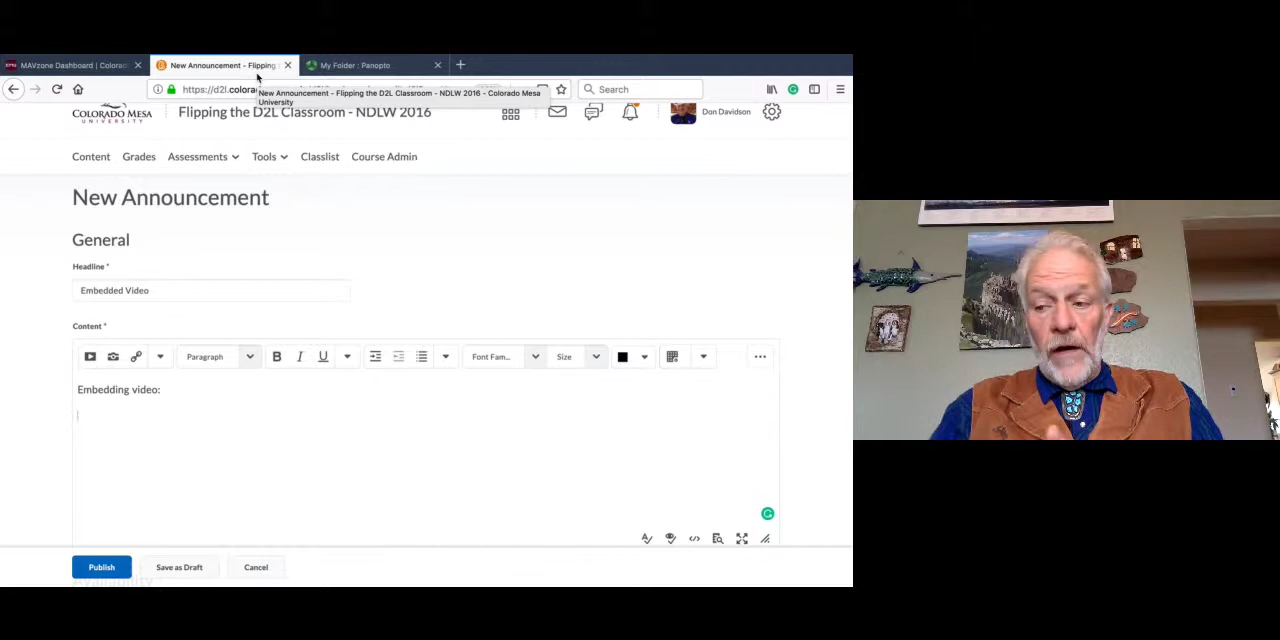 MAVzone Dashboard | Colorad
New Announcement - Flipping
My Folder : Panopto
https://d2l.colora
Search
New Announcement - Flipping the D2L Classroom - NDLW 2016 - Colorado Mesa
University
COLORADO MESA
UNIVERSITY
Flipping the D2L Classroom - NDLW 2016
Don Davidson
Content Grades Assessments Tools Classlist Course Admin
New Announcement
General
Headline *
Embedded Video
Content *
Paragraph
B I U
Font Fam...
Size
Embedding video:
Publish
Save as Draft
Cancel
Availability